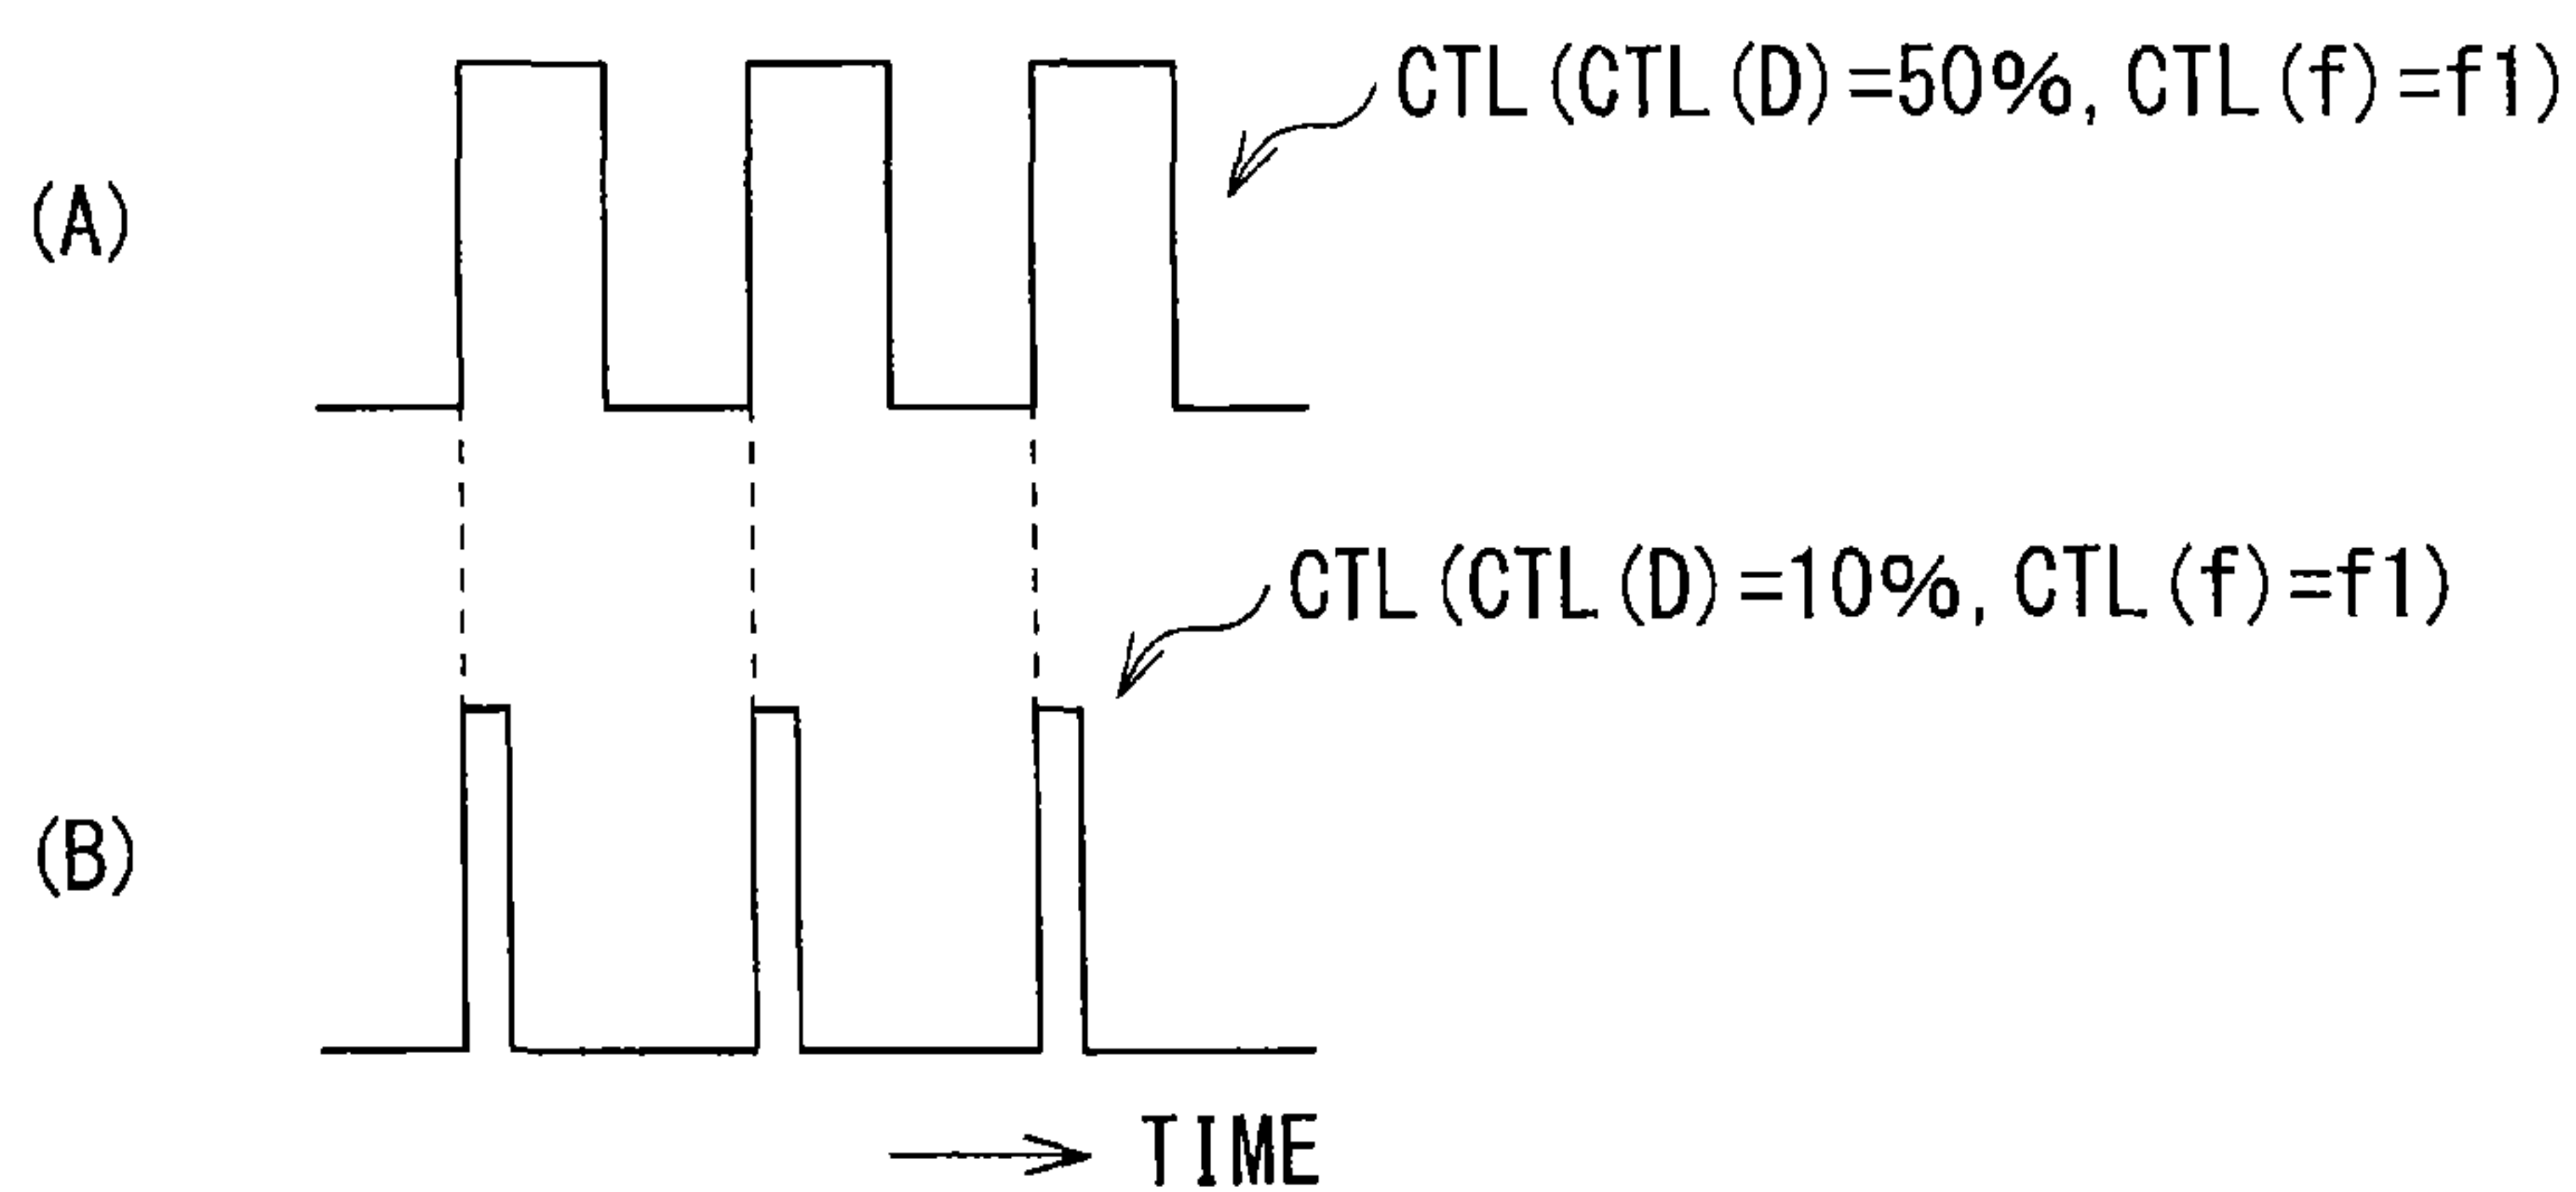 CTL(CTL(D)=50%, CTL(f)=f1)
(A)
CTL(CTL(D)=10%, CTL(f)=f1)
(B)
TIME